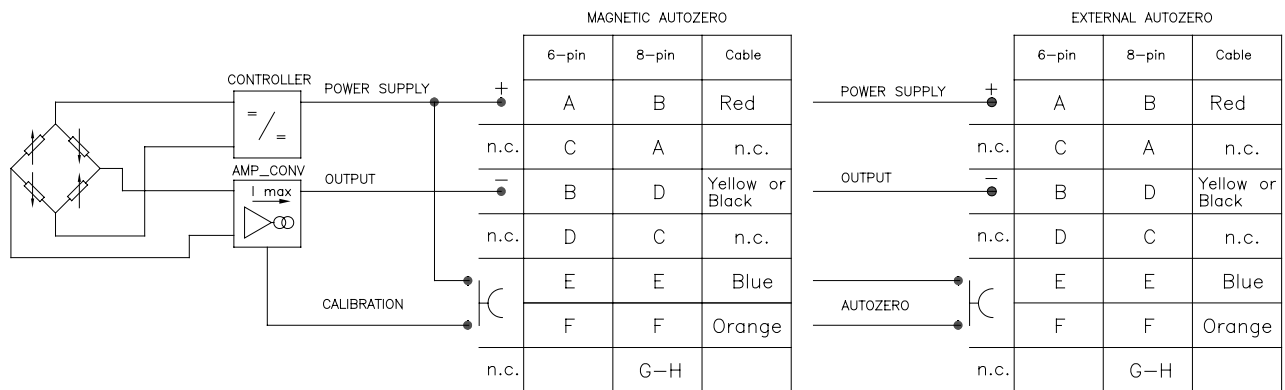 MAGNETIC AUTOZERO
6-pin 8-pin Cable
CONTROLLER
POWER SUPPLY + A B Red
= / =
n.c. C A n.c.
AMP_CONV
I max
OUTPUT − B D Yellow or Black
n.c. D C n.c.
E E Blue
CALIBRATION F F Orange
n.c. G-H
EXTERNAL AUTOZERO
6-pin 8-pin Cable
POWER SUPPLY + A B Red
n.c. C A n.c.
OUTPUT − B D Yellow or Black
n.c. D C n.c.
E E Blue
AUTOZERO F F Orange
n.c. G-H